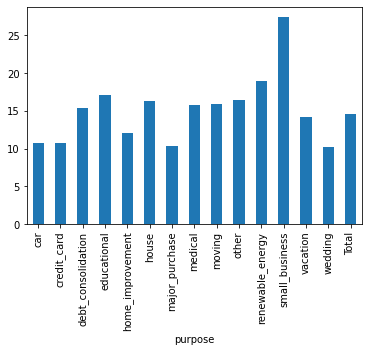 25
20
15
10
5
0
car
credit_card
debt_consolidation
educational
home_improvement
house
major_purchase
medical
moving
other
renewable_energy
small_business
vacation
wedding
Total
purpose